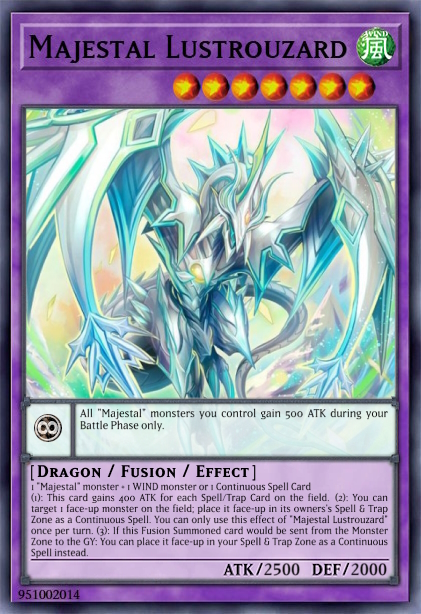 Majestal Lustrouzard
WIND
風
All "Majestal" monsters you control gain 500 ATK during your
Battle Phase only.
[Dragon / Fusion / Effect]
1 "Majestal" monster + 1 WIND monster or 1 Continuous Spell Card
(1): This card gains 400 ATK for each Spell/Trap Card on the field. (2): You can
target 1 face-up monster on the field; place it face-up in its owners's Spell & Trap
Zone as a Continuous Spell. You can only use this effect of "Majestal Lustrouzard"
once per turn. (3): If this Fusion Summoned card would be sent from the Monster
Zone to the GY: You can place it face-up in your Spell & Trap Zone as a Continuous
Spell instead.
ATK/2500 DEF/2000
951002014